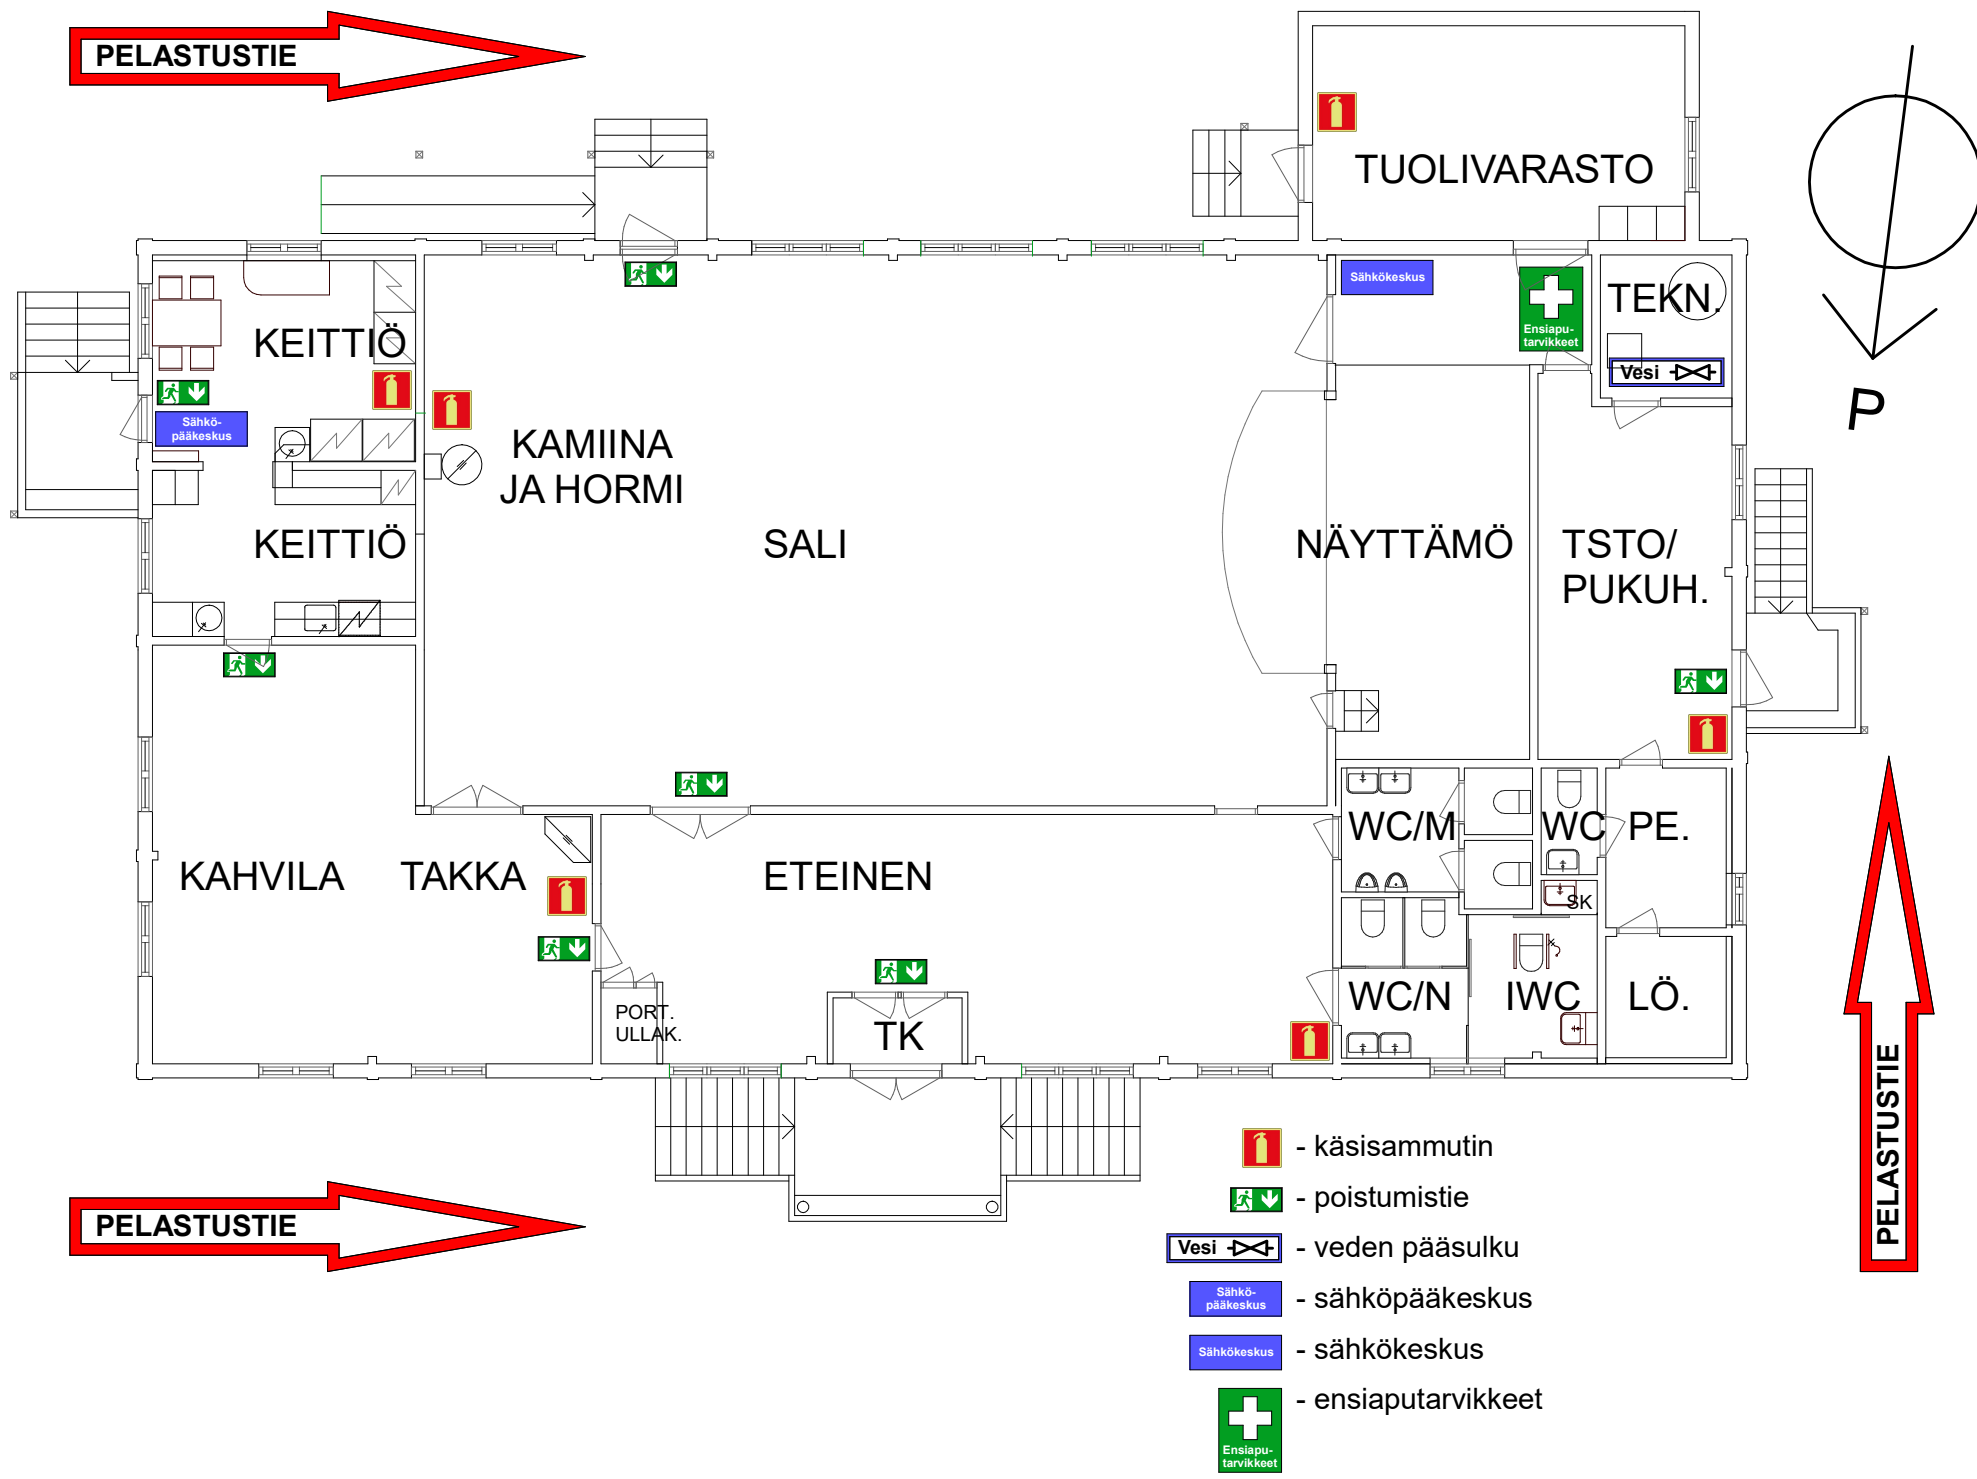 PELASTUSTIE
TUOLIVARASTO
Sähkökeskus
Ensiapu-
tarvikkeet
TEKN.
Vesi
KEITTIÖ
Sähkö-
pääkeskus
P
KAMIINA
JA HORMI
KEITTIÖ
SALI
NÄYTTÄMÖ
TSTO/
PUKUH.
WC/M
WC
PE.
KAHVILA
TAKKA
ETEINEN
SK
WC/N
IWC
LÖ.
PORT.
ULLAK.
TK
PELASTUSTIE
PELASTUSTIE
- käsisammutin
- poistumistie
Vesi - veden pääsulku
Sähkö-
pääkeskus
- sähköpääkeskus
Sähkökeskus - sähkökeskus
- ensiaputarvikkeet
Ensiapu-
tarvikkeet